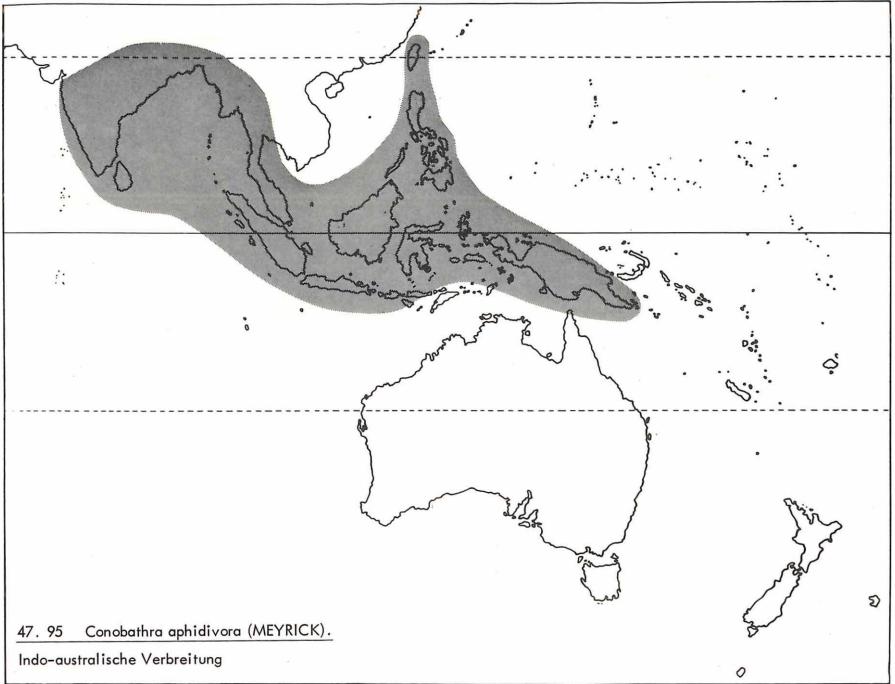 47. 95 Conobathra aphidivora (MEYRICK).
Indo-australische Verbreitung